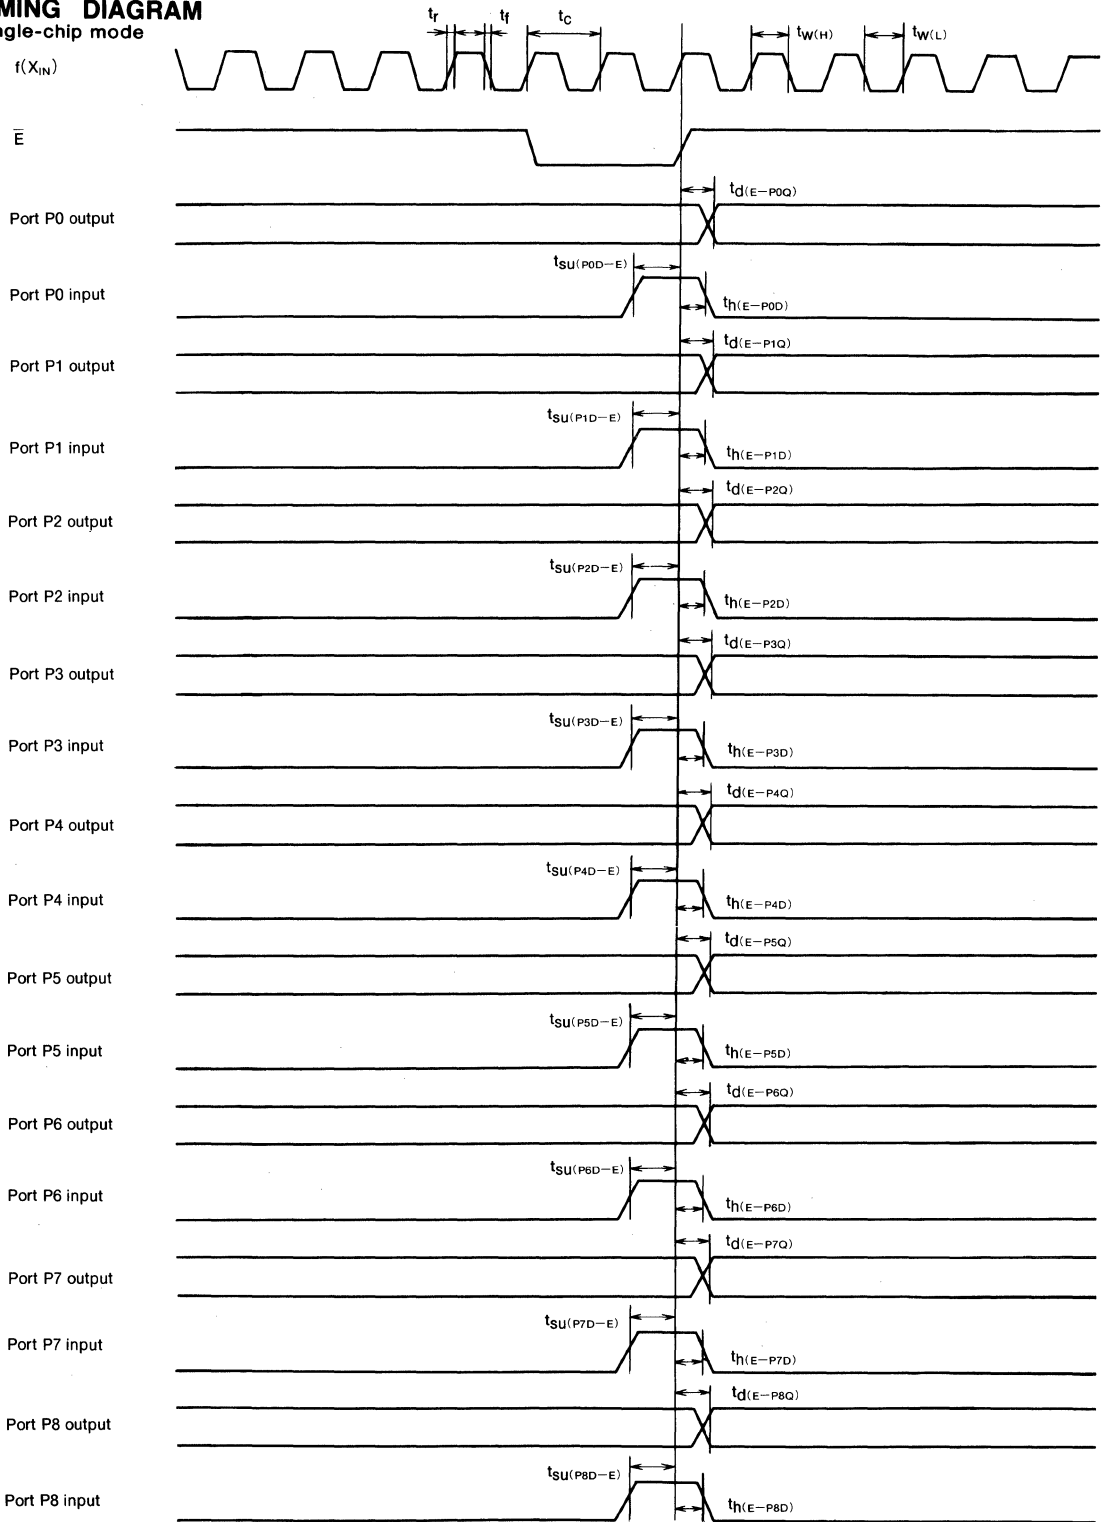 MING DIAGRAM
ngle-chip mode
tr tf tC tW(H) tW(L)
f(XIN)
E̅
td(E−P0Q)
Port P0 output
tsu(P0D−E)
Port P0 input
th(E−P0D)
td(E−P1Q)
Port P1 output
tsu(P1D−E)
Port P1 input
th(E−P1D)
td(E−P2Q)
Port P2 output
tsu(P2D−E)
Port P2 input
th(E−P2D)
td(E−P3Q)
Port P3 output
tsu(P3D−E)
Port P3 input
th(E−P3D)
td(E−P4Q)
Port P4 output
tsu(P4D−E)
Port P4 input
th(E−P4D)
td(E−P5Q)
Port P5 output
tsu(P5D−E)
Port P5 input
th(E−P5D)
td(E−P6Q)
Port P6 output
tsu(P6D−E)
Port P6 input
th(E−P6D)
td(E−P7Q)
Port P7 output
tsu(P7D−E)
Port P7 input
th(E−P7D)
td(E−P8Q)
Port P8 output
tsu(P8D−E)
Port P8 input
th(E−P8D)